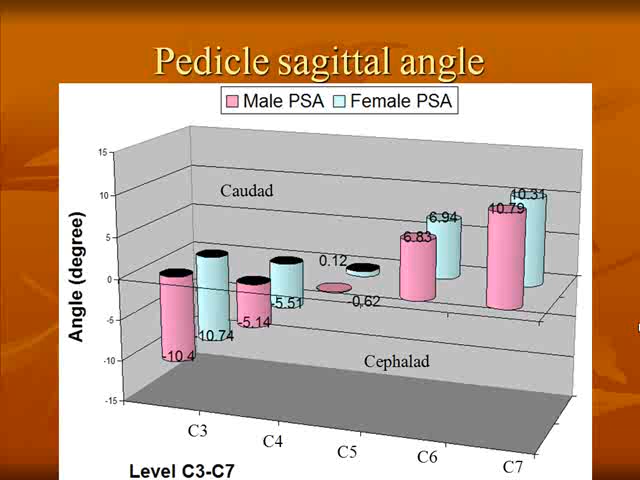 Pedicle sagittal angle
Male PSA Female PSA
15
10
5
0
-5
-10
-15
Angle (degree)
Caudad
Cephalad
-10.4
-10.74
-5.14
-5.51
0.12
-0.62
6.83
6.94
10.79
10.31
C3
C4
C5
C6
C7
Level C3-C7